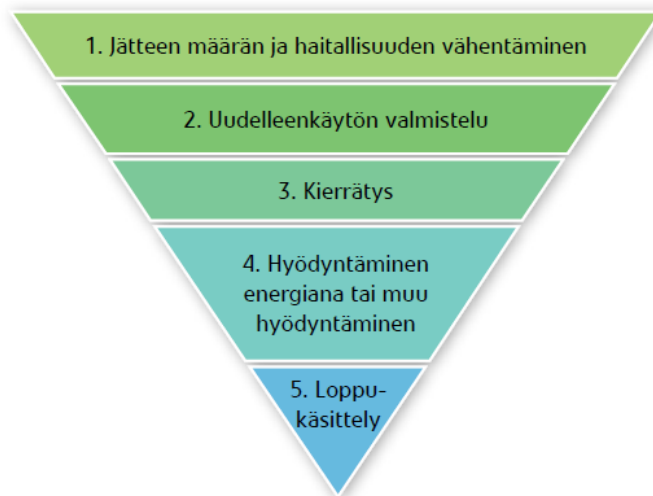 1. Jätteen määrän ja haitallisuuden vähentäminen
2. Uudelleenkäytön valmistelu
3. Kierrätys
4. Hyödyntäminen
energiana tai muu
hyödyntäminen
5. Loppu-
käsittely